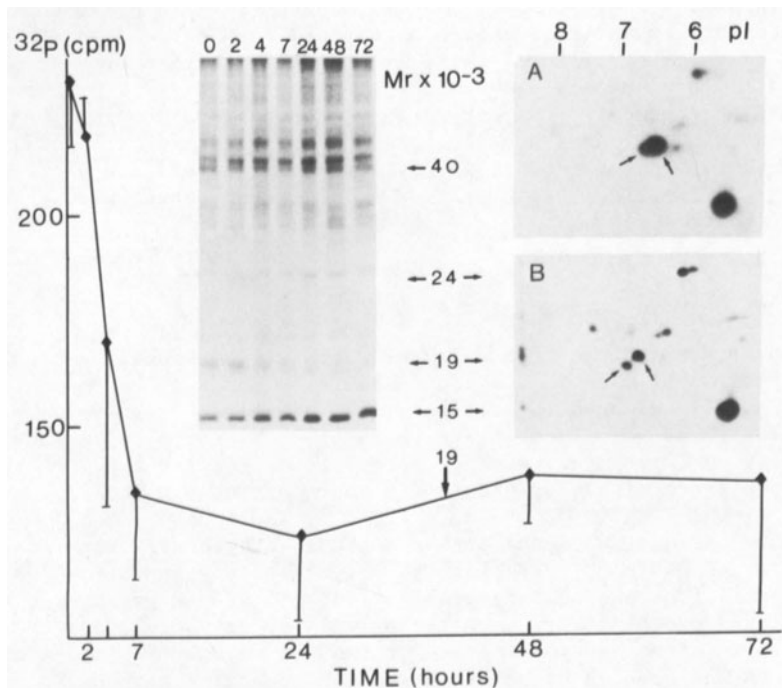 32P (cpm)
0 2 4 7 24 48 72
8 7 6 pI
Mr x 10-3
A
← 40
200
← 24 →
B
← 19 →
← 15 →
150
19
2 7 24 48 72
TIME (hours)